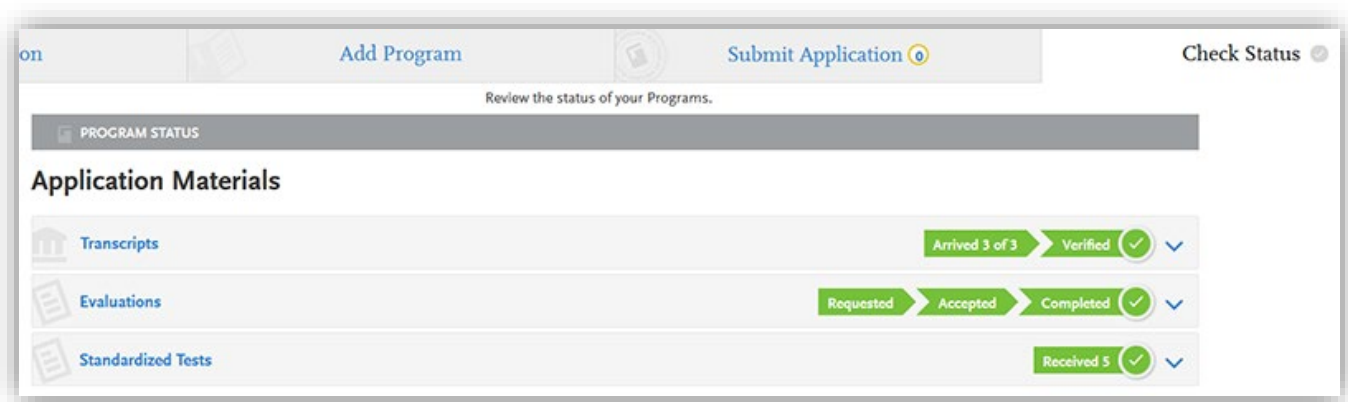 on
Add Program
Submit Application 0
Check Status
Review the status of your Programs.
PROGRAM STATUS
Application Materials
Transcripts
Arrived 3 of 3
Verified
Evaluations
Requested
Accepted
Completed
Standardized Tests
Received 5